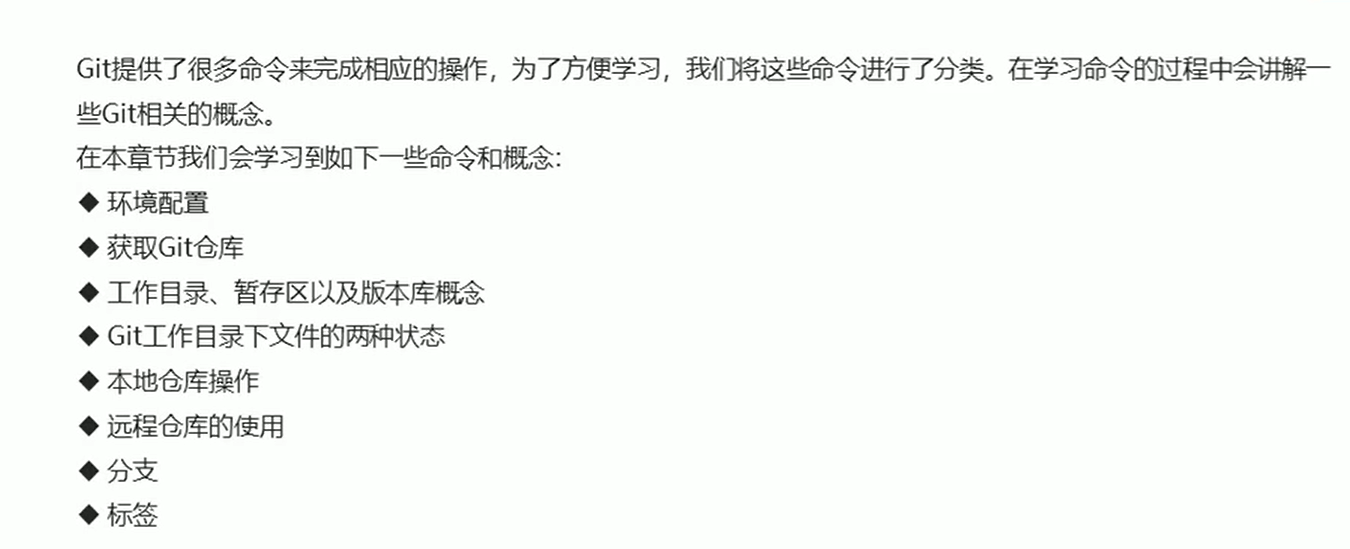 Git提供了很多命令来完成相应的操作，为了方便学习，我们将这些命令进行了分类。在学习命令的过程中会讲解一
些Git相关的概念。
在本章节我们会学习到如下一些命令和概念：
◆ 环境配置
◆ 获取Git仓库
◆ 工作目录、暂存区以及版本库概念
◆ Git工作目录下文件的两种状态
◆ 本地仓库操作
◆ 远程仓库的使用
◆ 分支
◆ 标签